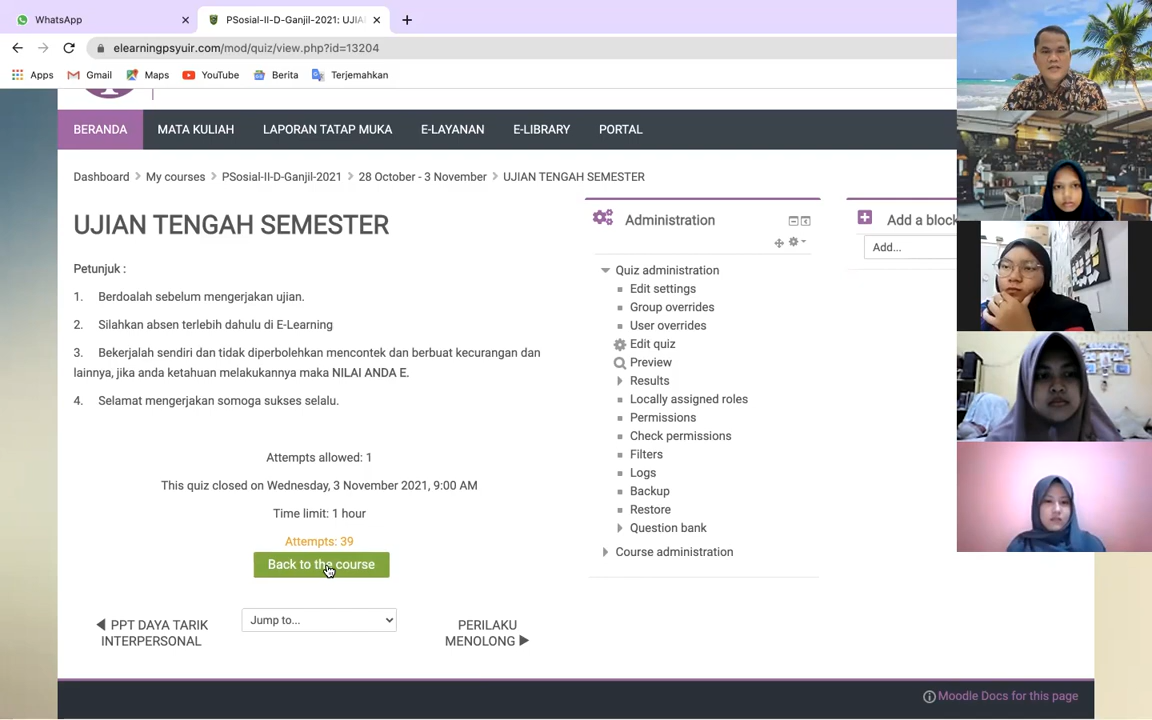 WhatsApp
PSosial-II-D-Ganjil-2021: UJIA
elearningpsyuir.com/mod/quiz/view.php?id=13204
Apps Gmail Maps YouTube Berita Terjemahkan
BERANDA MATA KULIAH LAPORAN TATAP MUKA E-LAYANAN E-LIBRARY PORTAL
Dashboard My courses PSosial-II-D-Ganjil-2021 28 October - 3 November UJIAN TENGAH SEMESTER
UJIAN TENGAH SEMESTER
Petunjuk :
1. Berdoalah sebelum mengerjakan ujian.
2. Silahkan absen terlebih dahulu di E-Learning
3. Bekerjalah sendiri dan tidak diperbolehkan mencontek dan berbuat kecurangan dan
lainnya, jika anda ketahuan melakukannya maka NILAI ANDA E.
4. Selamat mengerjakan somoga sukses selalu.
Attempts allowed: 1
This quiz closed on Wednesday, 3 November 2021, 9:00 AM
Time limit: 1 hour
Attempts: 39
Back to the course
PPT DAYA TARIK
INTERPERSONAL
Jump to...
PERILAKU
MENOLONG
Administration
Quiz administration
Edit settings
Group overrides
User overrides
Edit quiz
Preview
Results
Locally assigned roles
Permissions
Check permissions
Filters
Logs
Backup
Restore
Question bank
Course administration
Add a block
Add...
Moodle Docs for this page